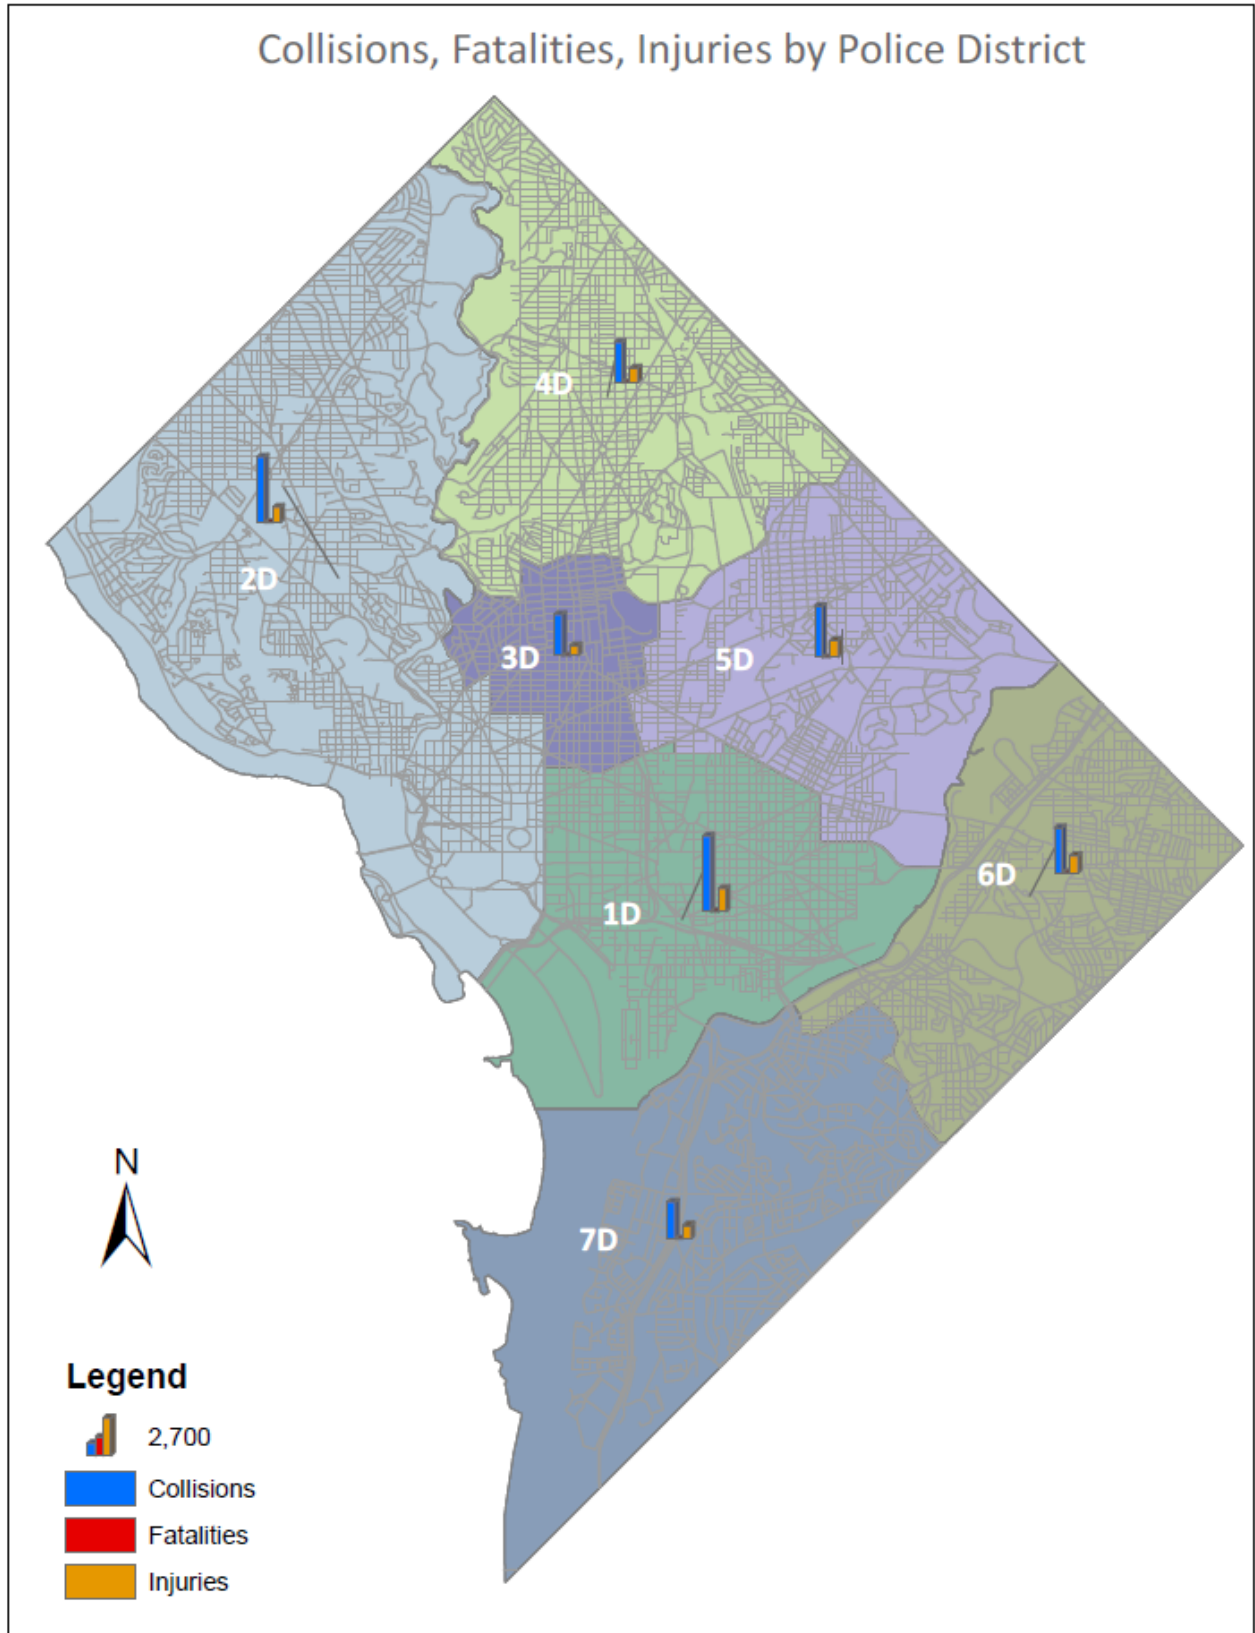 Collisions, Fatalities, Injuries by Police District
4D
2D
3D
5D
6D
1D
7D
N
Legend
2,700
Collisions
Fatalities
Injuries